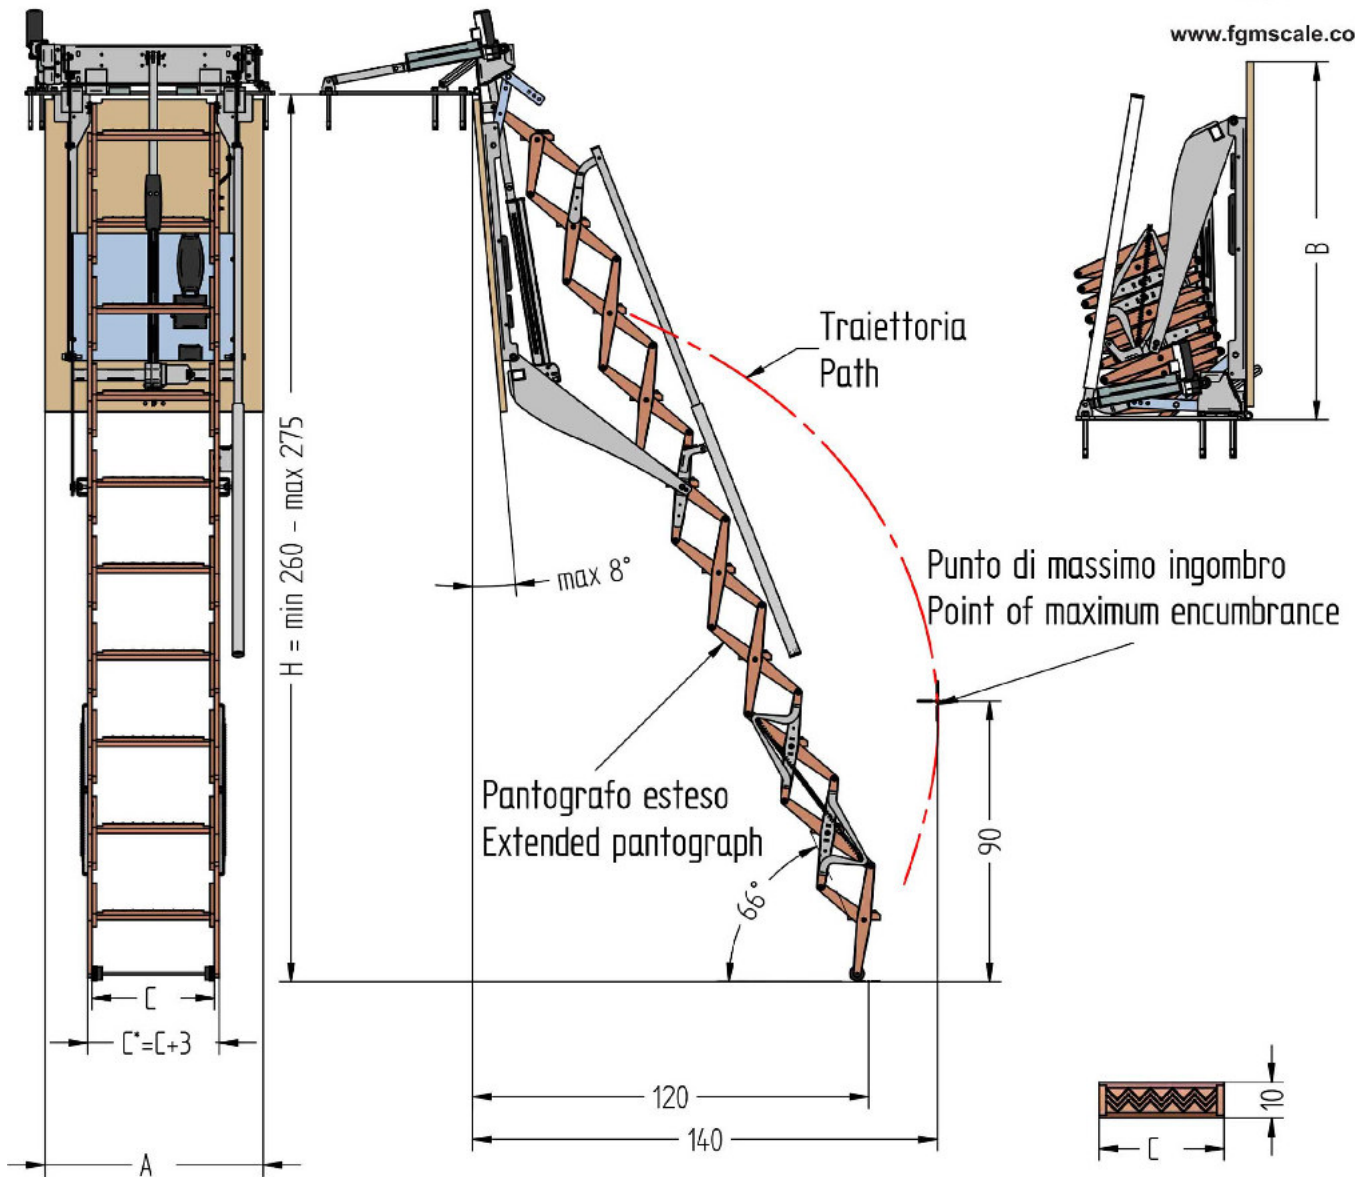 www.fgmscale.co
B
Traiettoria
Path
H = min 260 - max 275
max 8°
Punto di massimo ingombro
Point of maximum encumbrance
Pantografo esteso
Extended pantograph
66°
90
C
C*=C+3
120
140
A
10
C